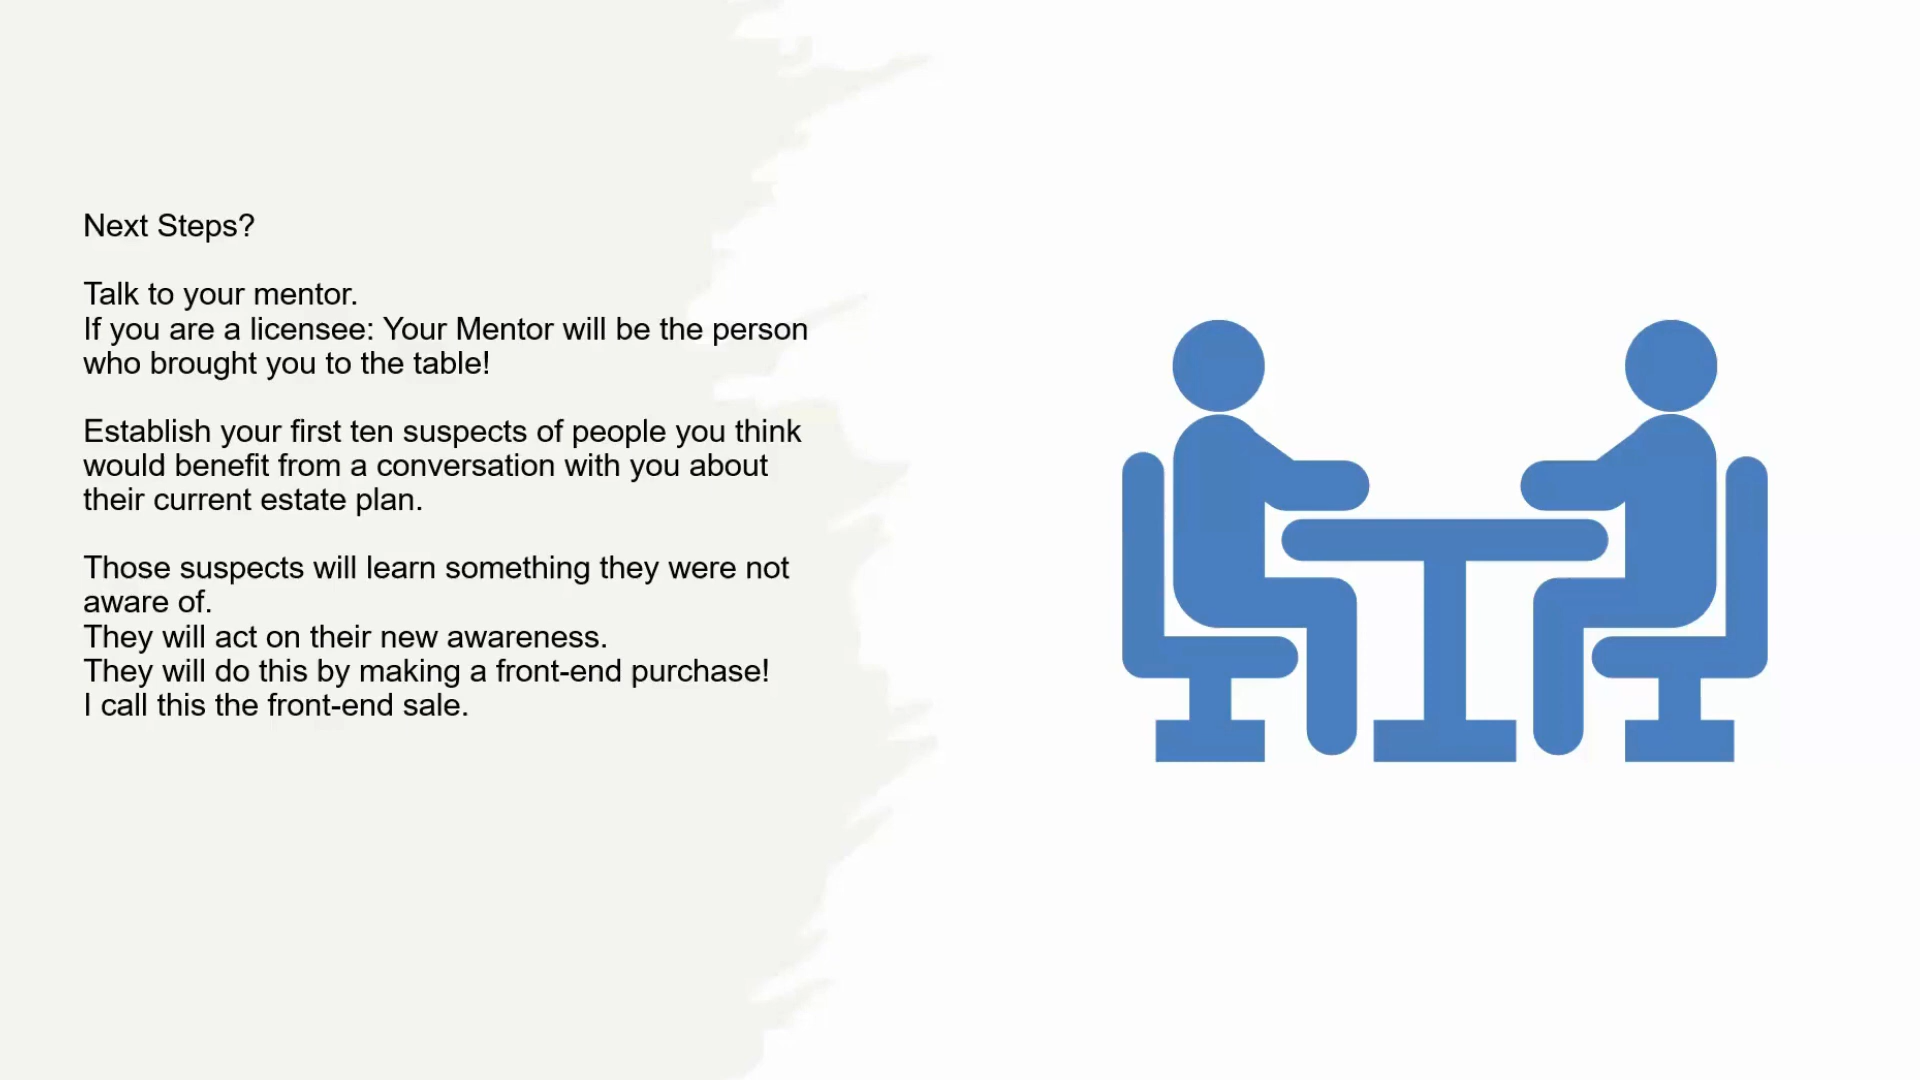 Next Steps?
Talk to your mentor.
If you are a licensee: Your Mentor will be the person
who brought you to the table!
Establish your first ten suspects of people you think
would benefit from a conversation with you about
their current estate plan.
Those suspects will learn something they were not
aware of.
They will act on their new awareness.
They will do this by making a front-end purchase!
I call this the front-end sale.